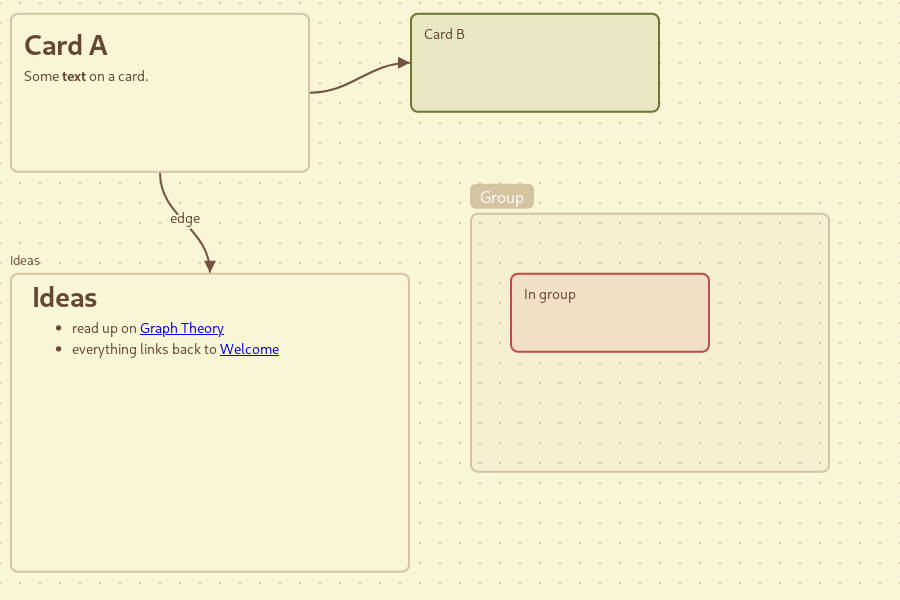 Card A
Some text on a card.
Card B
edge
Group
Ideas
Ideas
read up on Graph Theory
everything links back to Welcome
In group